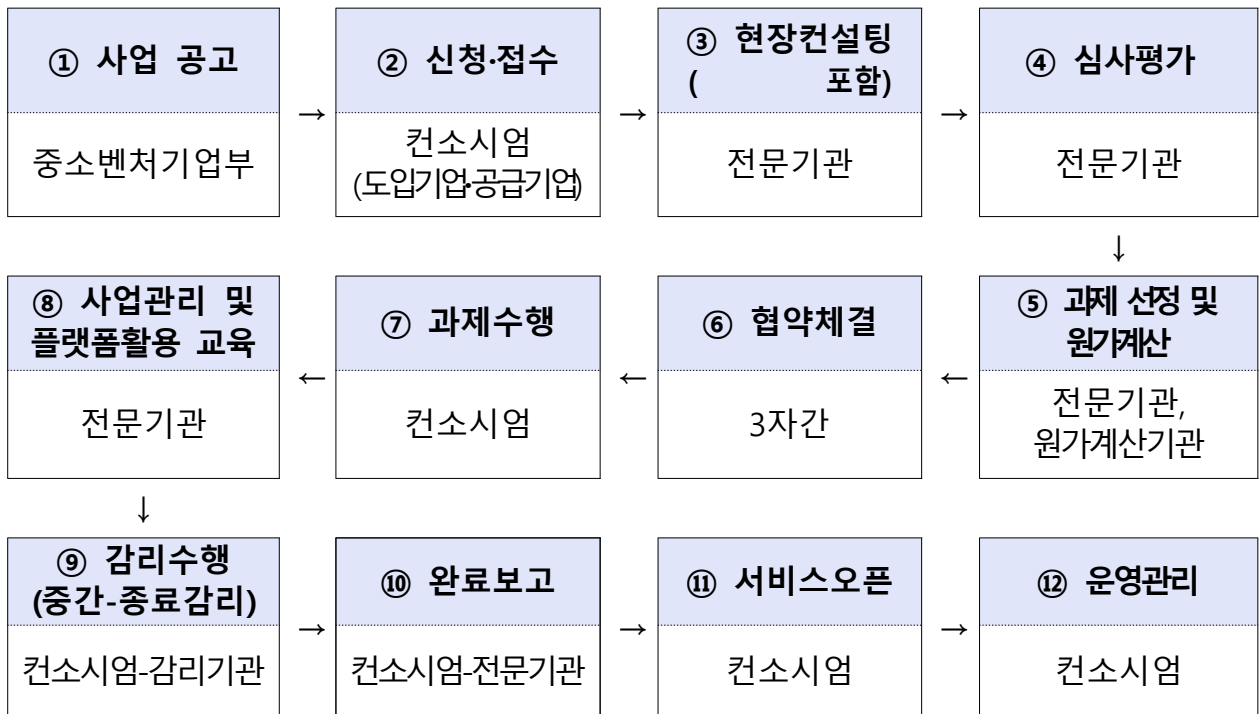 ① 사업 공고
중소벤처기업부
→
② 신청·접수
컨소시엄
(도입기업·공급기업)
→
③ 현장컨설팅
( 포함)
전문기관
→
④ 심사평가
전문기관
↓
⑤ 과제 선정 및
원가계산
전문기관,
원가계산기관
←
⑥ 협약체결
3자간
←
⑦ 과제수행
컨소시엄
←
⑧ 사업관리 및
플랫폼활용 교육
전문기관
↓
⑨ 감리수행
(중간-종료감리)
컨소시엄-감리기관
→
⑩ 완료보고
컨소시엄-전문기관
→
⑪ 서비스오픈
컨소시엄
→
⑫ 운영관리
컨소시엄